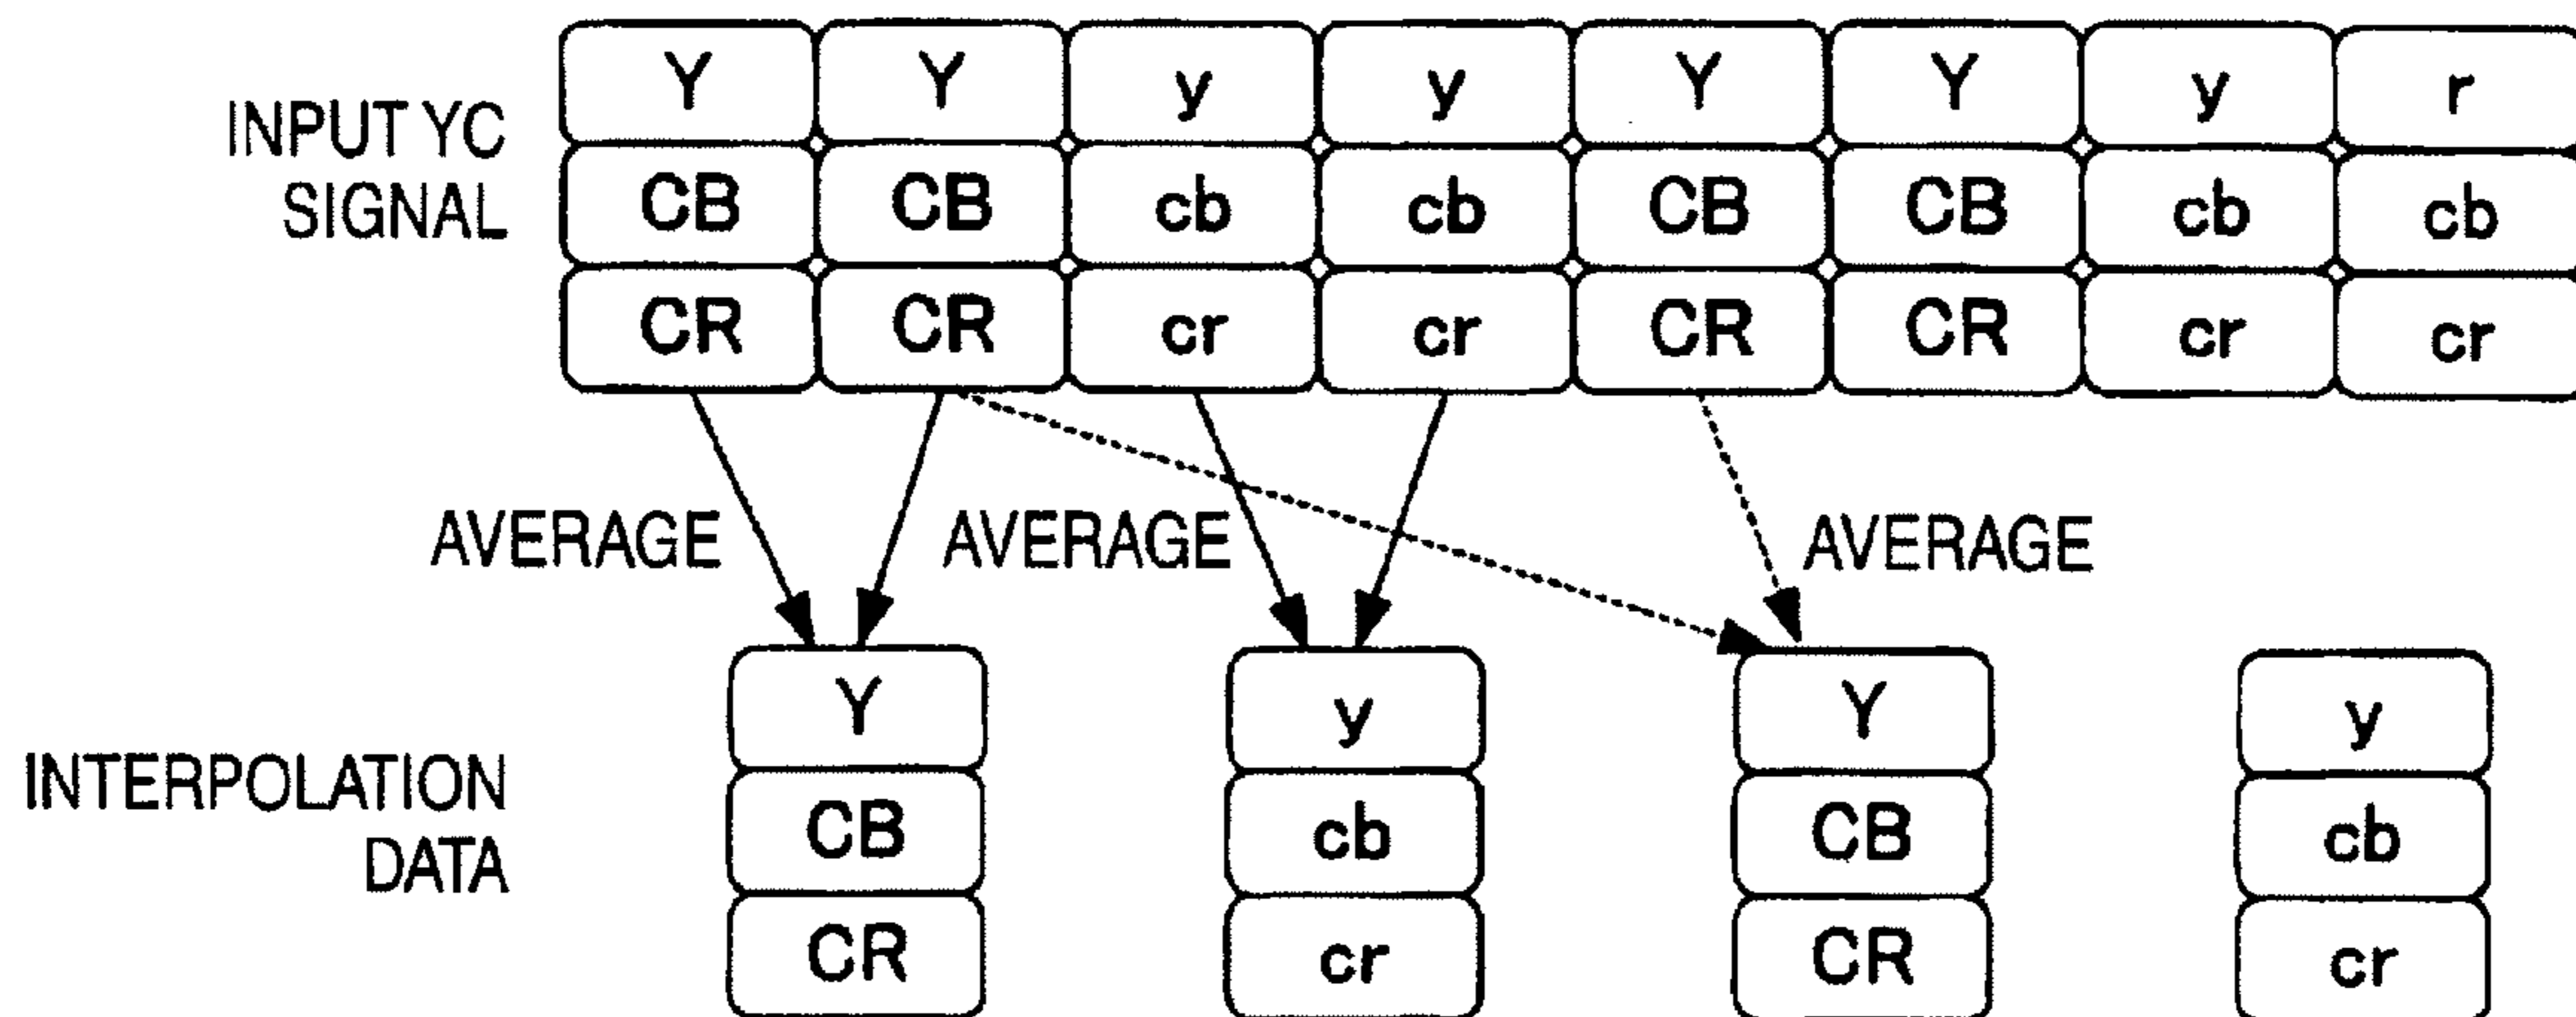 INPUT YC
SIGNAL
Y Y y y Y Y y r
CB CB cb cb CB CB cb cb
CR CR cr cr CR CR cr cr
AVERAGE AVERAGE AVERAGE
INTERPOLATION
DATA
Y y Y y
CB cb CB cb
CR cr CR cr